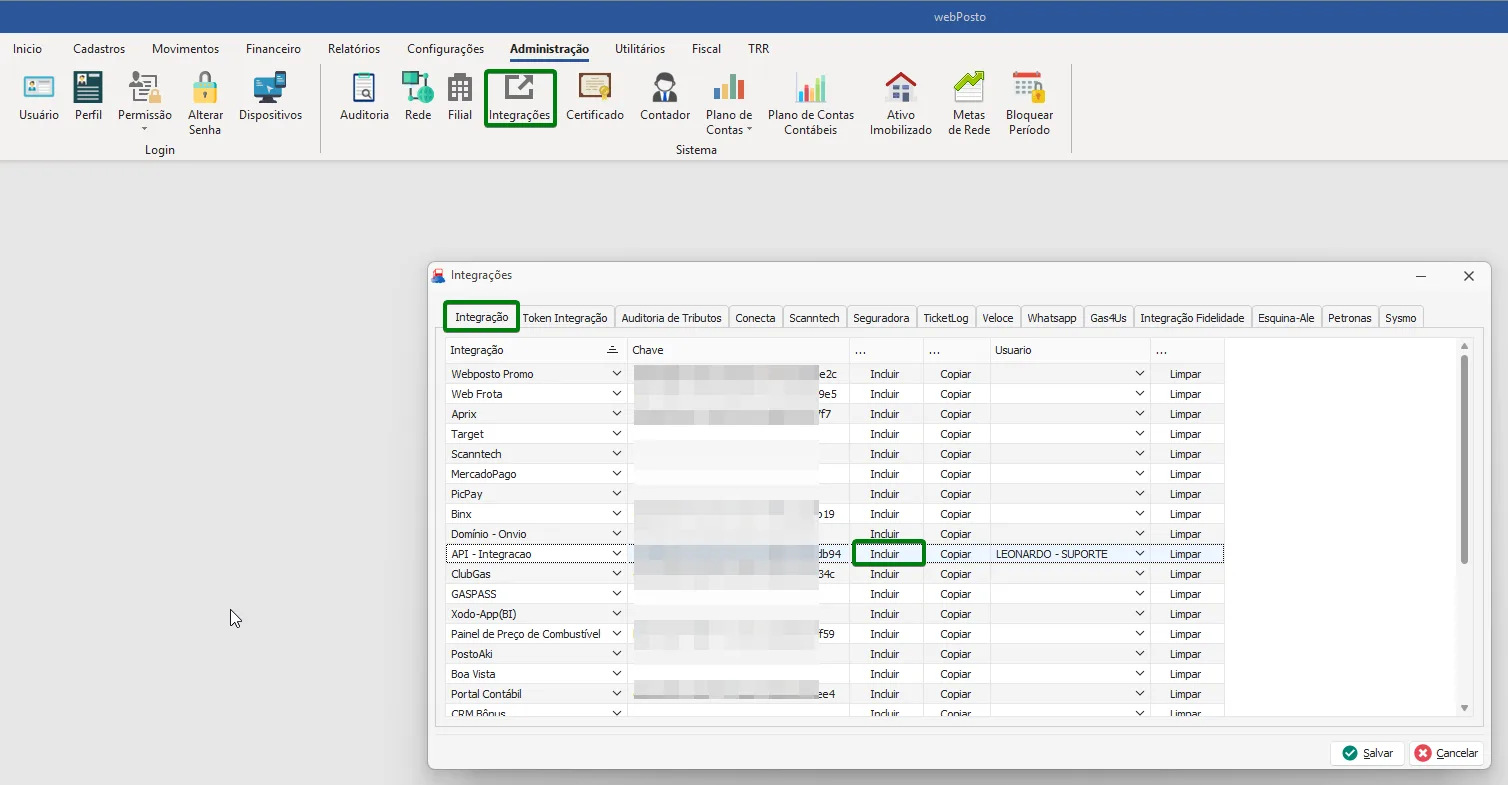 webPosto
Inicio Cadastros Movimentos Financeiro Relatórios Configurações Administração Utilitários Fiscal TRR
Usuário Perfil Permissão Alterar Senha Dispositivos Auditoria Rede Filial Integrações Certificado Contador Plano de Contas Plano de Contas Contábeis Ativo Imobilizado Metas de Rede Bloquear Período
Login Sistema
Integrações
Integração Token Integração Auditoria de Tributos Conecta Scanntech Seguradora TicketLog Veloce Whatsapp Gas4Us Integração Fidelidade Esquina-Ale Petronas Sysmo
Integração Chave ... ... Usuario ...
Webposto Promo e2c Incluir Copiar Limpar
Web Frota 9e5 Incluir Copiar Limpar
Aprix 7f7 Incluir Copiar Limpar
Target Incluir Copiar Limpar
Scanntech Incluir Copiar Limpar
MercadoPago Incluir Copiar Limpar
PicPay Incluir Copiar Limpar
Binx b19 Incluir Copiar Limpar
Domínio - Onvio Incluir Copiar Limpar
API - Integracao db94 Incluir Copiar LEONARDO - SUPORTE Limpar
ClubGas 34c Incluir Copiar Limpar
GASPASS Incluir Copiar Limpar
Xodo-App(BI) Incluir Copiar Limpar
Painel de Preço de Combustível f59 Incluir Copiar Limpar
PostoAki Incluir Copiar Limpar
Boa Vista Incluir Copiar Limpar
Portal Contábil ee4 Incluir Copiar Limpar
CRM Bônus Incluir Copiar Limpar
Salvar Cancelar